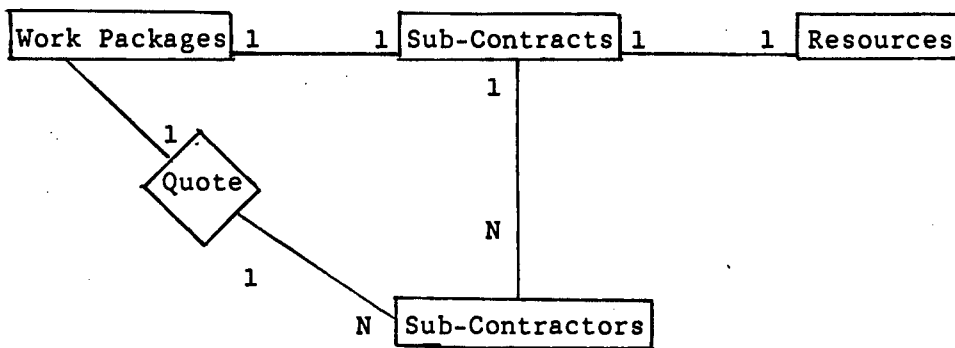 Work Packages 1 1 Sub-Contracts 1 1 Resources
1
1
Quote
N
1
N Sub-Contractors